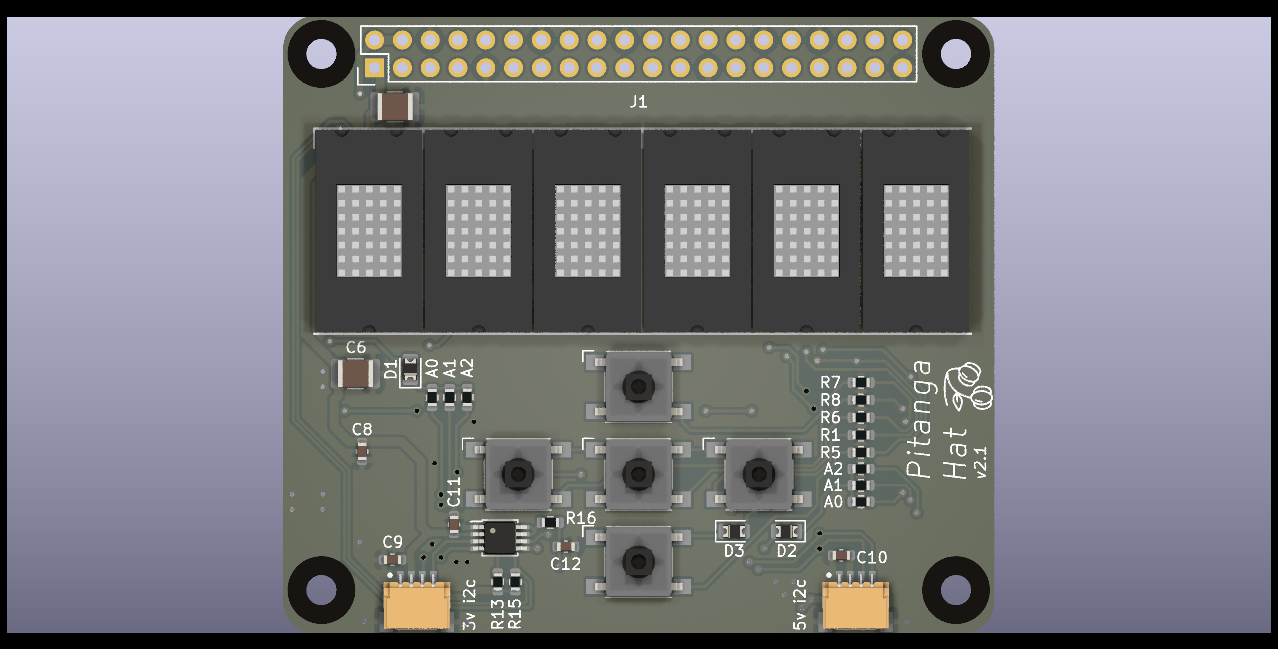 J1
C6
D1
A0
A1
A2
C8
C11
R16
C12
C9
3v i2c
R13
R15
R7
R8
R6
R1
R5
A2
A1
A0
D3
D2
C10
5v i2c
Pitanga
Hat
v2.1